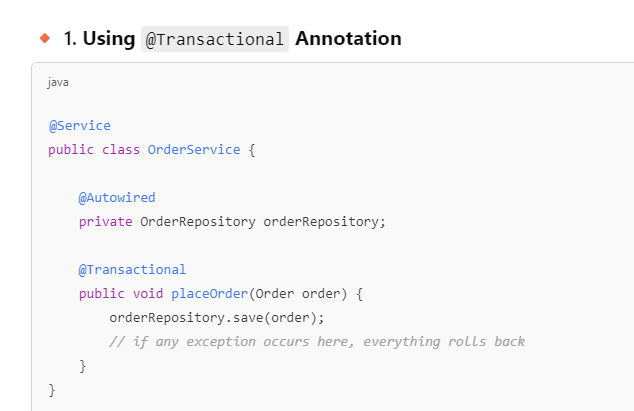 🔸 1. Using @Transactional Annotation
java
@Service
public class OrderService {
    @Autowired
    private OrderRepository orderRepository;
    @Transactional
    public void placeOrder(Order order) {
        orderRepository.save(order);
        // if any exception occurs here, everything rolls back
    }
}